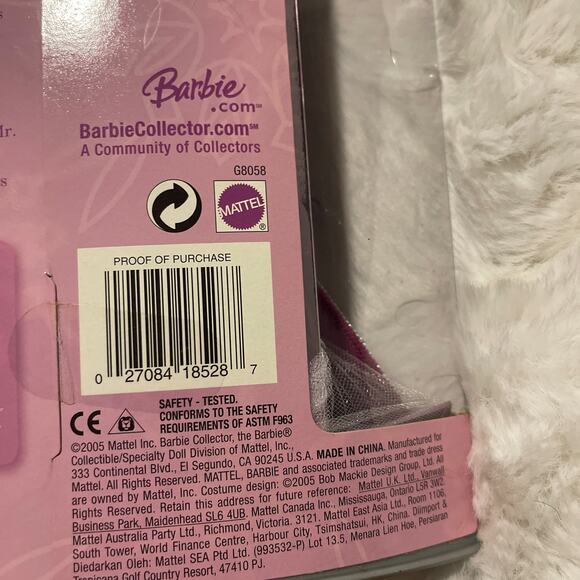 s
Mr.
s
Barbie
.com℠
BarbieCollector.com℠
A Community of Collectors
G8058
MATTEL
®
PROOF OF PURCHASE
0 27084 18528 7
SAFETY - TESTED.
CONFORMS TO THE SAFETY
REQUIREMENTS OF ASTM F963
CE
©2005 Mattel Inc. Barbie Collector, the Barbie®
Collectible/Specialty Doll Division of Mattel, Inc.,
333 Continental Blvd., El Segundo, CA 90245 U.S.A. MADE IN CHINA. Manufactured for
Mattel. All Rights Reserved. MATTEL, BARBIE and associated trademarks and trade dress
are owned by Mattel, Inc. Costume design: ©2005 Bob Mackie Design Group, Ltd. All
Rights Reserved. Retain this address for future reference: Mattel U.K. Ltd., Vanwall
Business Park, Maidenhead SL6 4UB. Mattel Canada Inc., Mississauga, Ontario L5R 3W2.
Mattel Australia Party Ltd., Richmond, Victoria. 3121. Mattel East Asia Ltd., Room 1106,
South Tower, World Finance Centre, Harbour City, Tsimshatsui, HK, China. Diimport &
Diedarkan Oleh: Mattel SEA Ptd Ltd. (993532-P) Lot 13.5, Menara Lien Hoe, Persiaran
Tropicana Golf Country Resort, 47410 PJ.